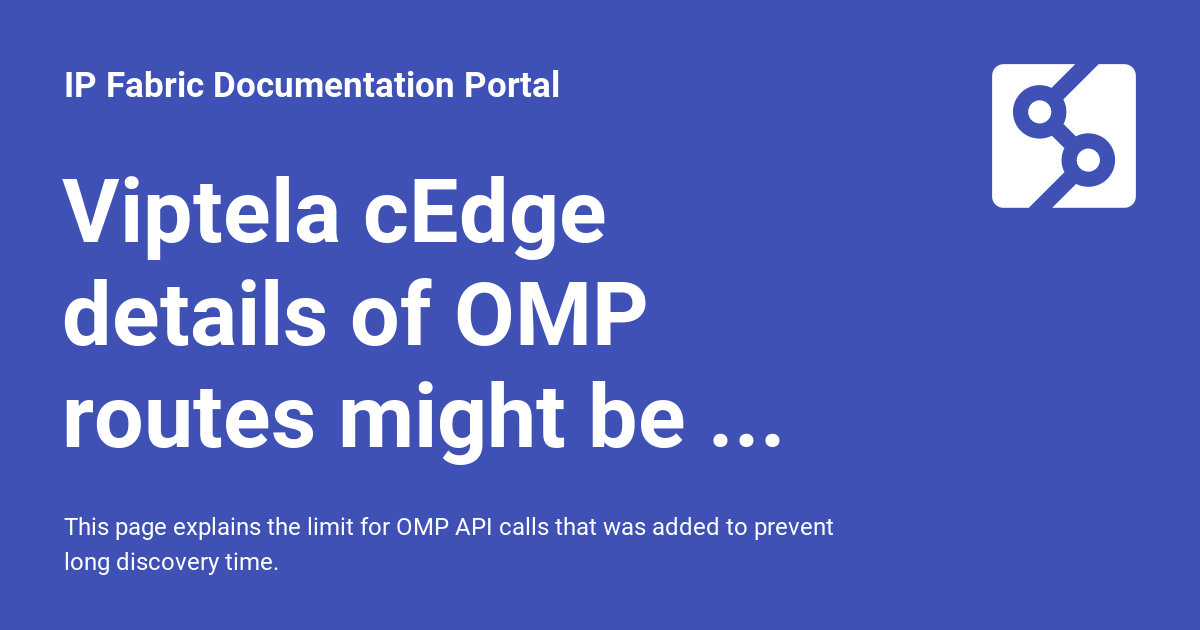 IP Fabric Documentation Portal
Viptela cEdge
details of OMP
routes might be ...
This page explains the limit for OMP API calls that was added to prevent
long discovery time.